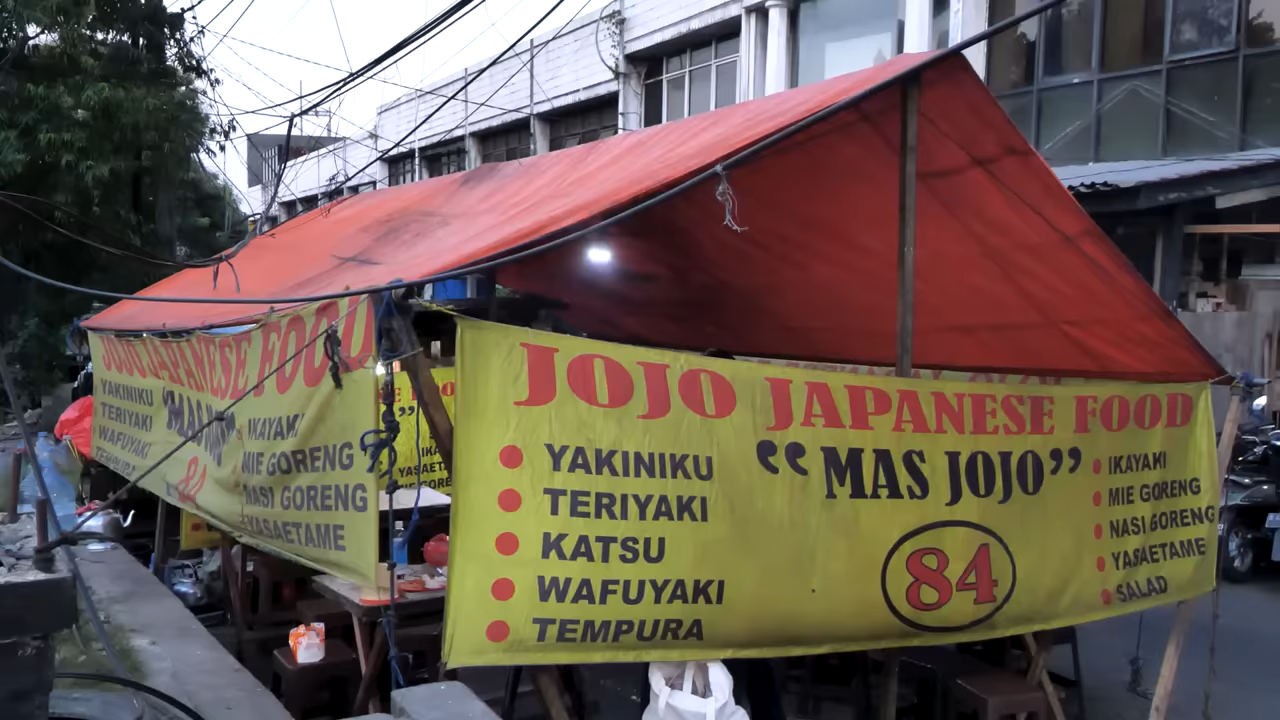 JOJO JAPANESE FOOD
YAKINIKU
TERIYAKI
WAFUYAKI
TEMPURA
"MAS JOJO"
84
IKAYAKI
MIE GORENG
NASI GORENG
YASAETAME
JOJO JAPANESE FOOD
YAKINIKU
TERIYAKI
KATSU
WAFUYAKI
TEMPURA
"MAS JOJO"
84
IKAYAKI
MIE GORENG
NASI GORENG
YASAETAME
SALAD